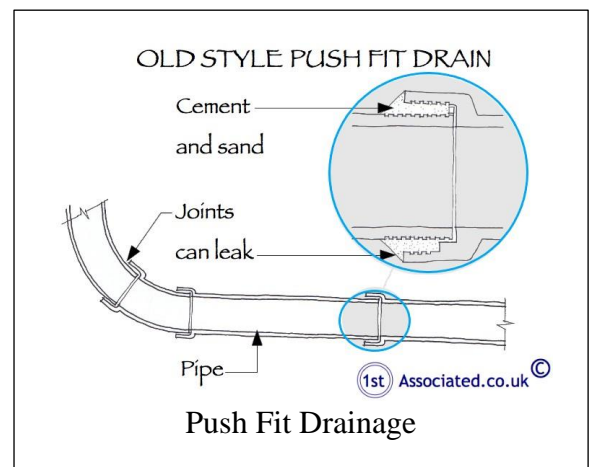 OLD STYLE PUSH FIT DRAIN
Cement
and sand
Joints
can leak
Pipe
1st Associated.co.uk ©
Push Fit Drainage